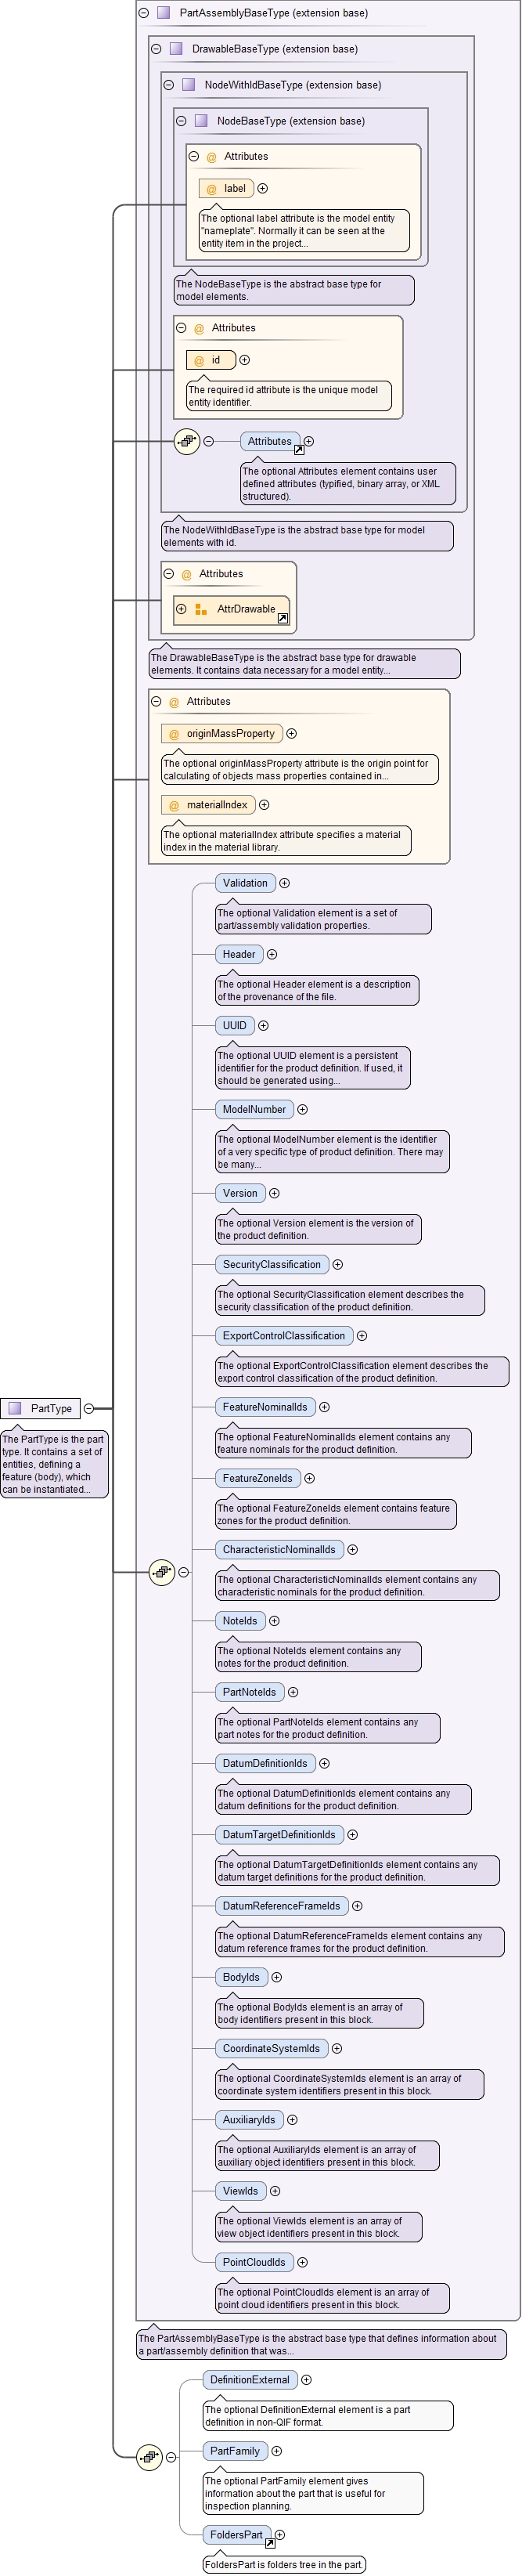 PartAssemblyBaseType (extension base)
DrawableBaseType (extension base)
NodeWithIdBaseType (extension base)
NodeBaseType (extension base)
@ Attributes
@ label
The optional label attribute is the model entity
"nameplate". Normally it can be seen at the
entity item in the project...
The NodeBaseType is the abstract base type for
model elements.
@ Attributes
@ id
The required id attribute is the unique model
entity identifier.
Attributes
The optional Attributes element contains user
defined attributes (typified, binary array, or XML
structured).
The NodeWithIdBaseType is the abstract base type for model
elements with id.
@ Attributes
AttrDrawable
The DrawableBaseType is the abstract base type for drawable
elements. It contains data necessary for a model entity...
@ Attributes
@ originMassProperty
The optional originMassProperty attribute is the origin point for
calculating of objects mass properties contained in...
@ materialIndex
The optional materialIndex attribute specifies a material
index in the material library.
Validation
The optional Validation element is a set of
part/assembly validation properties.
Header
The optional Header element is a description
of the provenance of the file.
UUID
The optional UUID element is a persistent
identifier for the product definition. If used, it
should be generated using...
ModelNumber
The optional ModelNumber element is the identifier
of a very specific type of product definition. There may
be many...
Version
The optional Version element is the version of
the product definition.
SecurityClassification
The optional SecurityClassification element describes the
security classification of the product definition.
ExportControlClassification
The optional ExportControlClassification element describes the
export control classification of the product definition.
PartType
The PartType is the part
type. It contains a set of
entities, defining a
feature (body), which
can be instantiated...
FeatureNominalIds
The optional FeatureNominalIds element contains any
feature nominals for the product definition.
FeatureZoneIds
The optional FeatureZoneIds element contains feature
zones for the product definition.
CharacteristicNominalIds
The optional CharacteristicNominalIds element contains any
characteristic nominals for the product definition.
NoteIds
The optional NoteIds element contains any
notes for the product definition.
PartNoteIds
The optional PartNoteIds element contains any
part notes for the product definition.
DatumDefinitionIds
The optional DatumDefinitionIds element contains any
datum definitions for the product definition.
DatumTargetDefinitionIds
The optional DatumTargetDefinitionIds element contains any
datum target definitions for the product definition.
DatumReferenceFrameIds
The optional DatumReferenceFrameIds element contains any
datum reference frames for the product definition.
BodyIds
The optional BodyIds element is an array of
body identifiers present in this block.
CoordinateSystemIds
The optional CoordinateSystemIds element is an array of
coordinate system identifiers present in this block.
AuxiliaryIds
The optional AuxiliaryIds element is an array of
auxiliary object identifiers present in this block.
ViewIds
The optional ViewIds element is an array of
view object identifiers present in this block.
PointCloudIds
The optional PointCloudIds element is an array of
point cloud identifiers present in this block.
The PartAssemblyBaseType is the abstract base type that defines information about
a part/assembly definition that was...
DefinitionExternal
The optional DefinitionExternal element is a part
definition in non-QIF format.
PartFamily
The optional PartFamily element gives
information about the part that is useful for
inspection planning.
FoldersPart
FoldersPart is folders tree in the part.